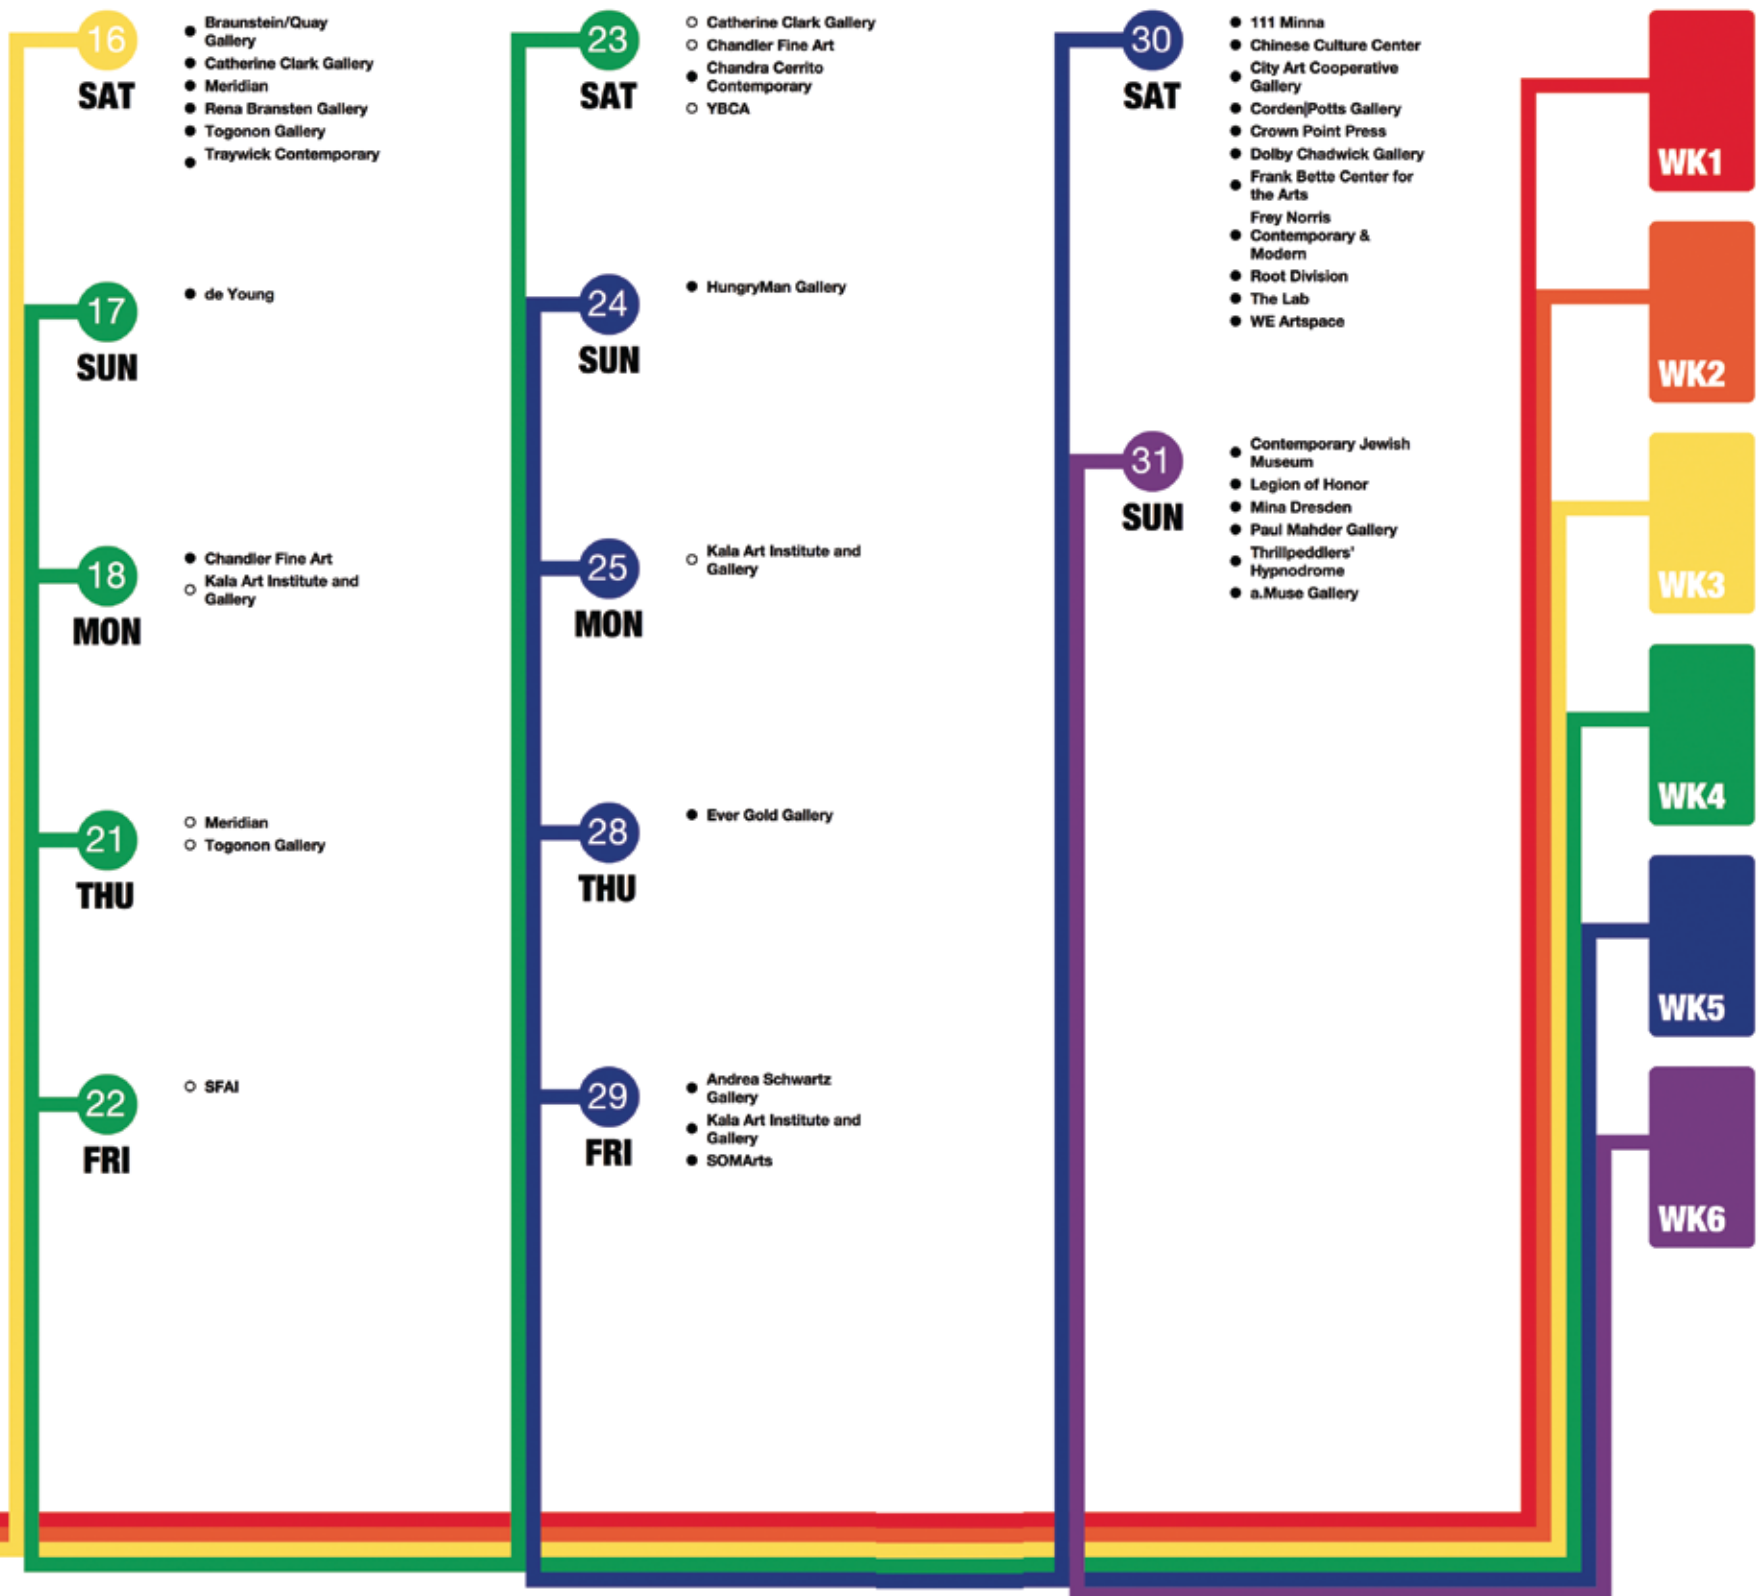 16
SAT
Braunstein/Quay
Gallery
Catherine Clark Gallery
Meridian
Rena Bransten Gallery
Togonon Gallery
Traywick Contemporary
17
SUN
de Young
18
MON
Chandler Fine Art
Kala Art Institute and
Gallery
21
THU
Meridian
Togonon Gallery
22
FRI
SFAI
23
SAT
Catherine Clark Gallery
Chandler Fine Art
Chandra Cerrito
Contemporary
YBCA
24
SUN
HungryMan Gallery
25
MON
Kala Art Institute and
Gallery
28
THU
Ever Gold Gallery
29
FRI
Andrea Schwartz
Gallery
Kala Art Institute and
Gallery
SOMArts
30
SAT
111 Minna
Chinese Culture Center
City Art Cooperative
Gallery
Corden|Potts Gallery
Crown Point Press
Dolby Chadwick Gallery
Frank Bette Center for
the Arts
Frey Norris
Contemporary &
Modern
Root Division
The Lab
WE Artspace
31
SUN
Contemporary Jewish
Museum
Legion of Honor
Mina Dresden
Paul Mahder Gallery
Thrillpeddlers'
Hypnodrome
a.Muse Gallery
WK1
WK2
WK3
WK4
WK5
WK6